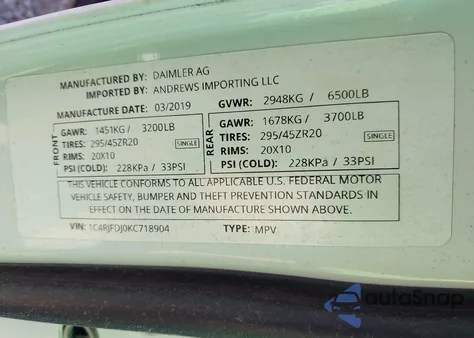 MANUFACTURED BY: DAIMLER AG
IMPORTED BY: ANDREWS IMPORTING LLC
MANUFACTURE DATE: 03/2019 GVWR: 2948KG / 6500LB
FRONT
GAWR: 1451KG / 3200LB
TIRES: 295/45ZR20 SINGLE
RIMS: 20X10
PSI (COLD): 228KPa / 33PSI
REAR
GAWR: 1678KG / 3700LB
TIRES: 295/45ZR20 SINGLE
RIMS: 20X10
PSI (COLD): 228KPa / 33PSI
THIS VEHICLE CONFORMS TO ALL APPLICABLE U.S. FEDERAL MOTOR
VEHICLE SAFETY, BUMPER AND THEFT PREVENTION STANDARDS IN
EFFECT ON THE DATE OF MANUFACTURE SHOWN ABOVE.
VIN: 1C4RJFDJ0KC718904 TYPE: MPV
autoSnap